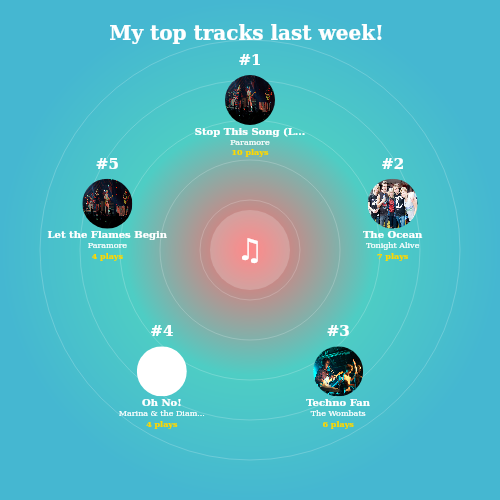 My top tracks last week!
#1
Stop This Song (L...
Paramore
10 plays
#2
The Ocean
Tonight Alive
7 plays
#3
Techno Fan
The Wombats
6 plays
#4
Oh No!
Marina & the Diam...
4 plays
#5
Let the Flames Begin
Paramore
4 plays